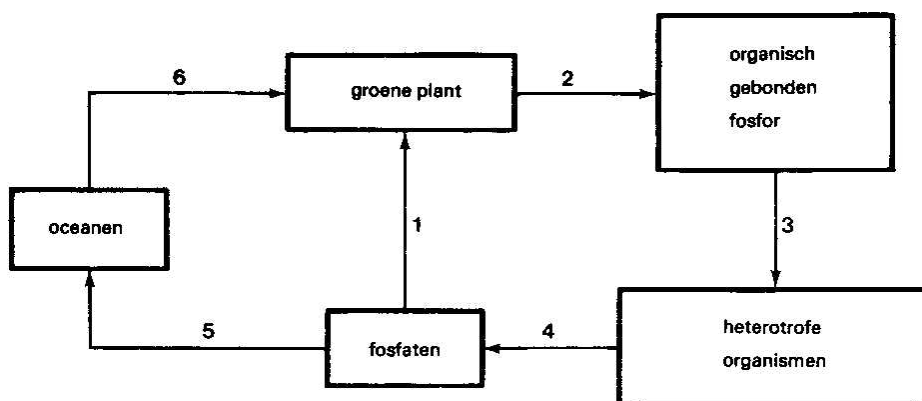 6
groene plant
2
organisch
gebonden
fosfor
oceanen
1
3
5
fosfaten
4
heterotrofe
organismen